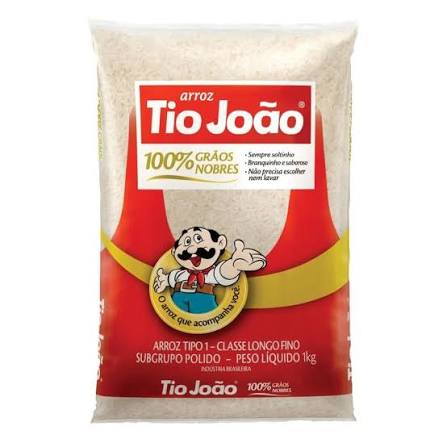 arroz
Tio João®
100% GRÃOS NOBRES
• Sempre soltinho
• Branquinho e saboroso
• Não precisa escolher
nem lavar
O arroz que acompanha você.
ARROZ TIPO 1 – CLASSE LONGO FINO
SUBGRUPO POLIDO – PESO LÍQUIDO 1kg
INDÚSTRIA BRASILEIRA
Tio João® 100% GRÃOS NOBRES